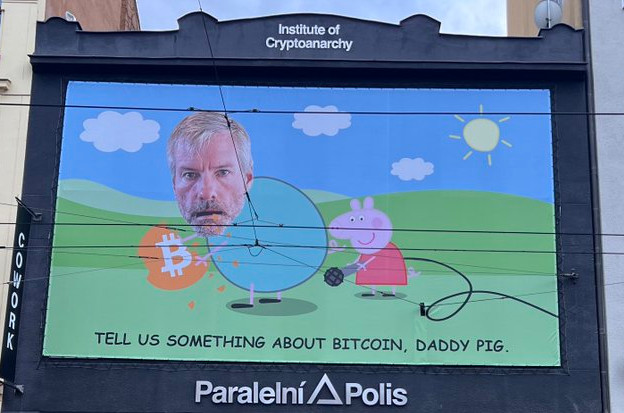 Institute of
Cryptoanarchy
₿
COWORK
TELL US SOMETHING ABOUT BITCOIN, DADDY PIG.
Paralelní Polis